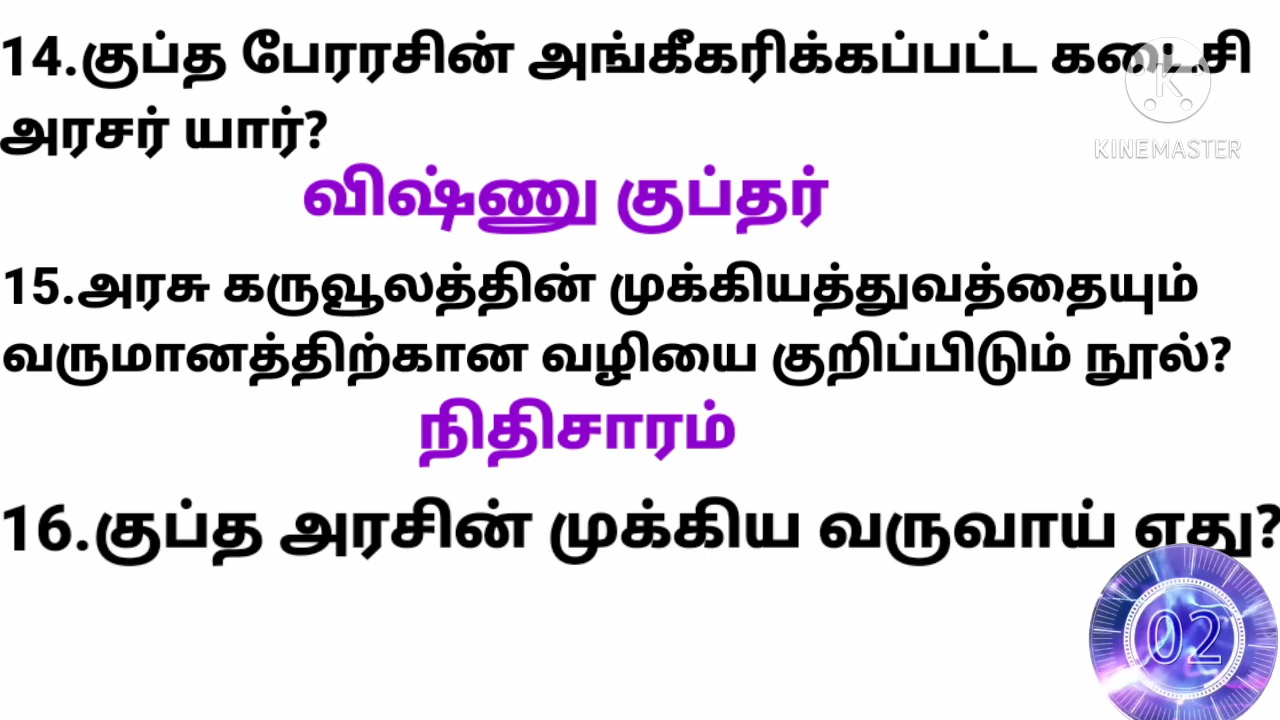 14.குப்த பேரரசின் அங்கீகரிக்கப்பட்ட கடைசி
அரசர் யார்?
KINEMASTER
விஷ்ணு குப்தர்
15.அரசு கருவூலத்தின் முக்கியத்துவத்தையும்
வருமானத்திற்கான வழியை குறிப்பிடும் நூல்?
நிதிசாரம்
16.குப்த அரசின் முக்கிய வருவாய் எது?
02